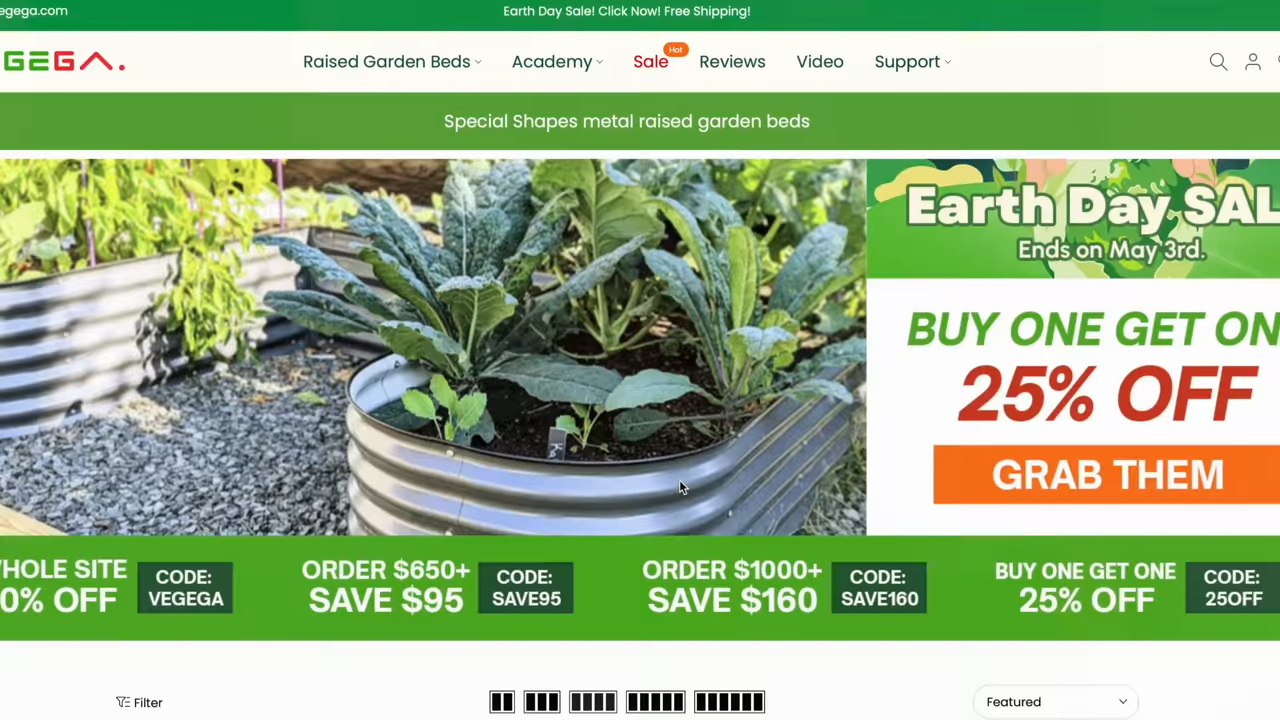 egega.com
Earth Day Sale! Click Now! Free Shipping!
GEGA.
Raised Garden Beds
Academy
Sale
Hot
Reviews
Video
Support
Special Shapes metal raised garden beds
Earth Day SAL
Ends on May 3rd.
BUY ONE GET ON
25% OFF
GRAB THEM
WHOLE SITE
0% OFF
CODE:
VEGEGA
ORDER $650+
SAVE $95
CODE:
SAVE95
ORDER $1000+
SAVE $160
CODE:
SAVE160
BUY ONE GET ONE
25% OFF
CODE:
25OFF
Filter
Featured